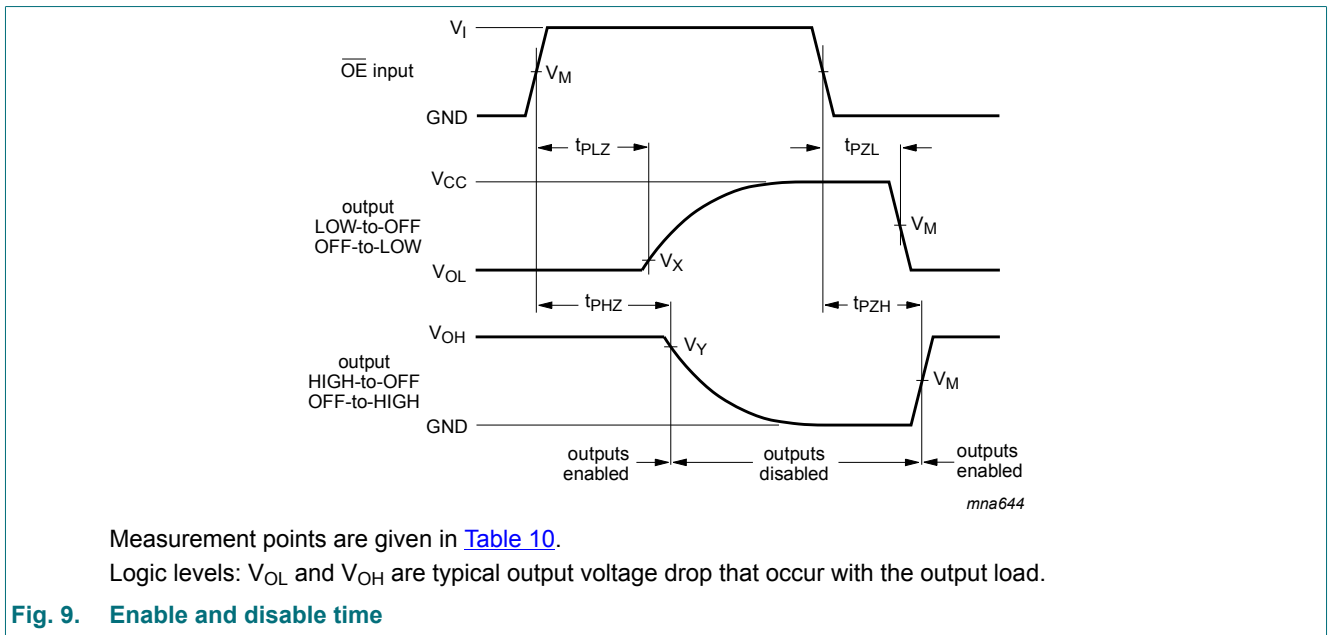 V_I
OE input
V_M
GND
t_PLZ
t_PZL
V_CC
output
LOW-to-OFF
OFF-to-LOW
V_M
V_X
V_OL
t_PHZ
t_PZH
V_OH
V_Y
output
HIGH-to-OFF
OFF-to-HIGH
V_M
GND
outputs
enabled
outputs
disabled
outputs
enabled
mna644
Measurement points are given in Table 10.
Logic levels: V_OL and V_OH are typical output voltage drop that occur with the output load.
Fig. 9. Enable and disable time